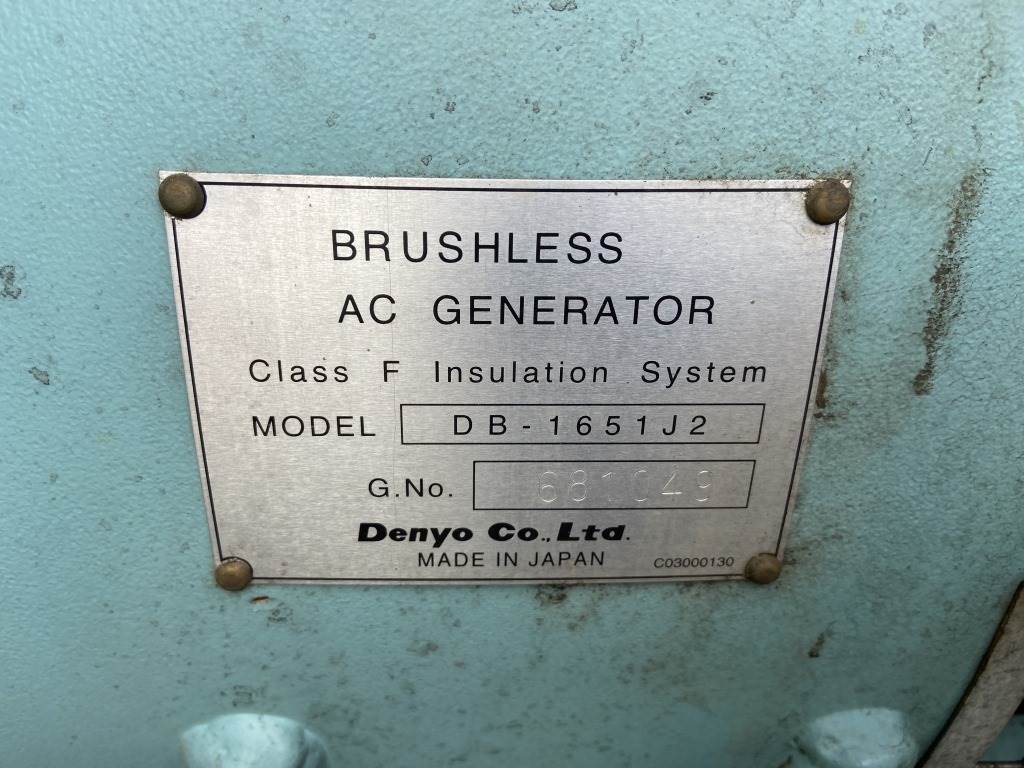 BRUSHLESS
AC GENERATOR
Class F Insulation System
MODEL DB-1651J2
G.No. 681049
Denyo Co., Ltd.
MADE IN JAPAN C03000130